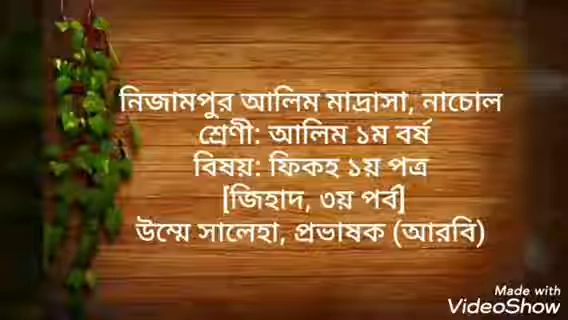 নিজামপুর আলিম মাদ্রাসা, নাচোল
শ্রেণী: আলিম ১ম বর্ষ
বিষয়: ফিকহ ১য় পত্র
[জিহাদ, ৩য় পর্ব]
উম্মে সালেহা, প্রভাষক (আরবি)
Made with
VideoShow